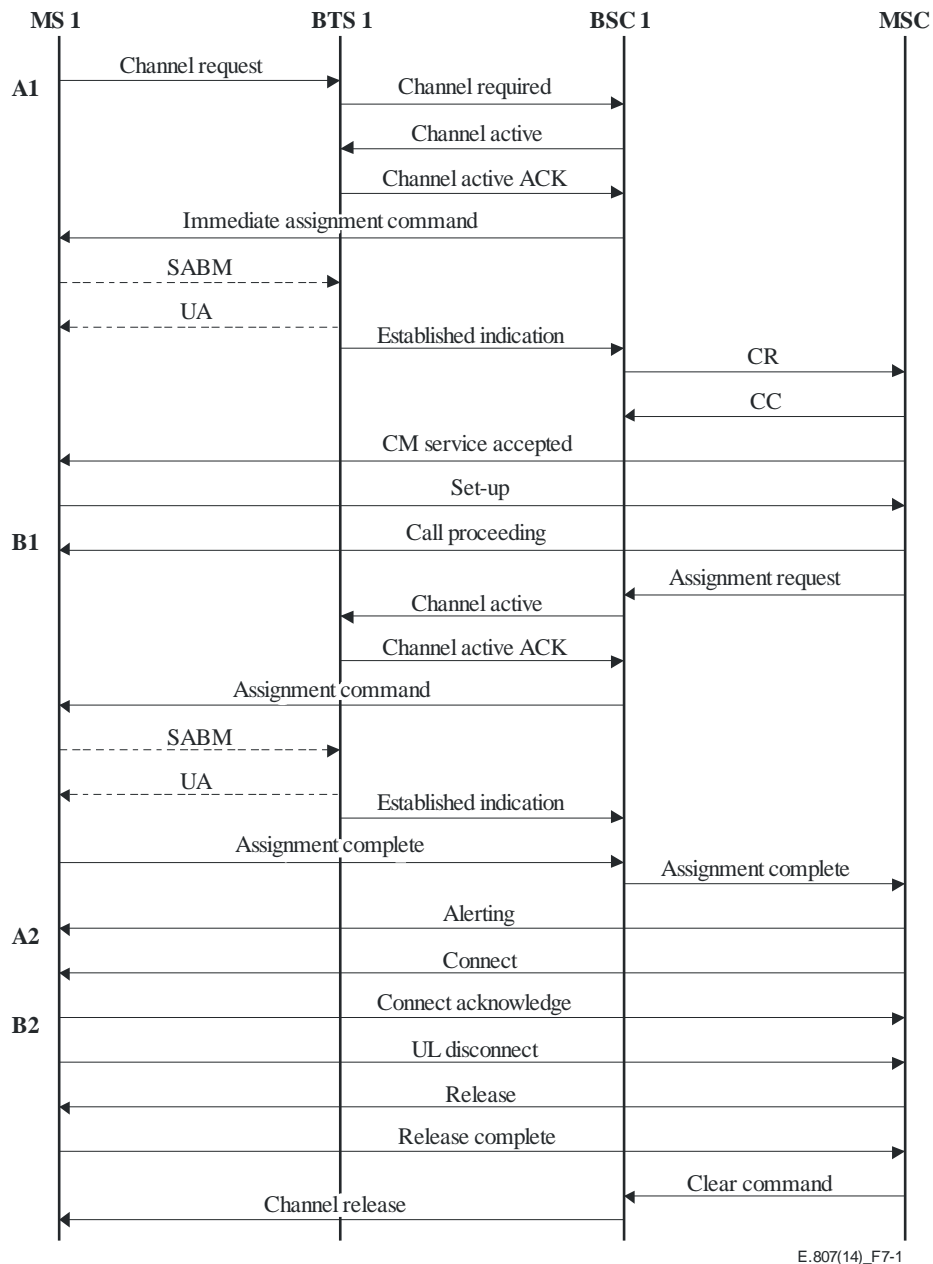 MS 1 BTS 1 BSC 1 MSC
Channel request
A1
Channel required
Channel active
Channel active ACK
Immediate assignment command
SABM
UA
Established indication
CR
CC
CM service accepted
Set-up
B1
Call proceeding
Assignment request
Channel active
Channel active ACK
Assignment command
SABM
UA
Established indication
Assignment complete
Assignment complete
Alerting
A2
Connect
Connect acknowledge
B2
UL disconnect
Release
Release complete
Clear command
Channel release
E.807(14)_F7-1